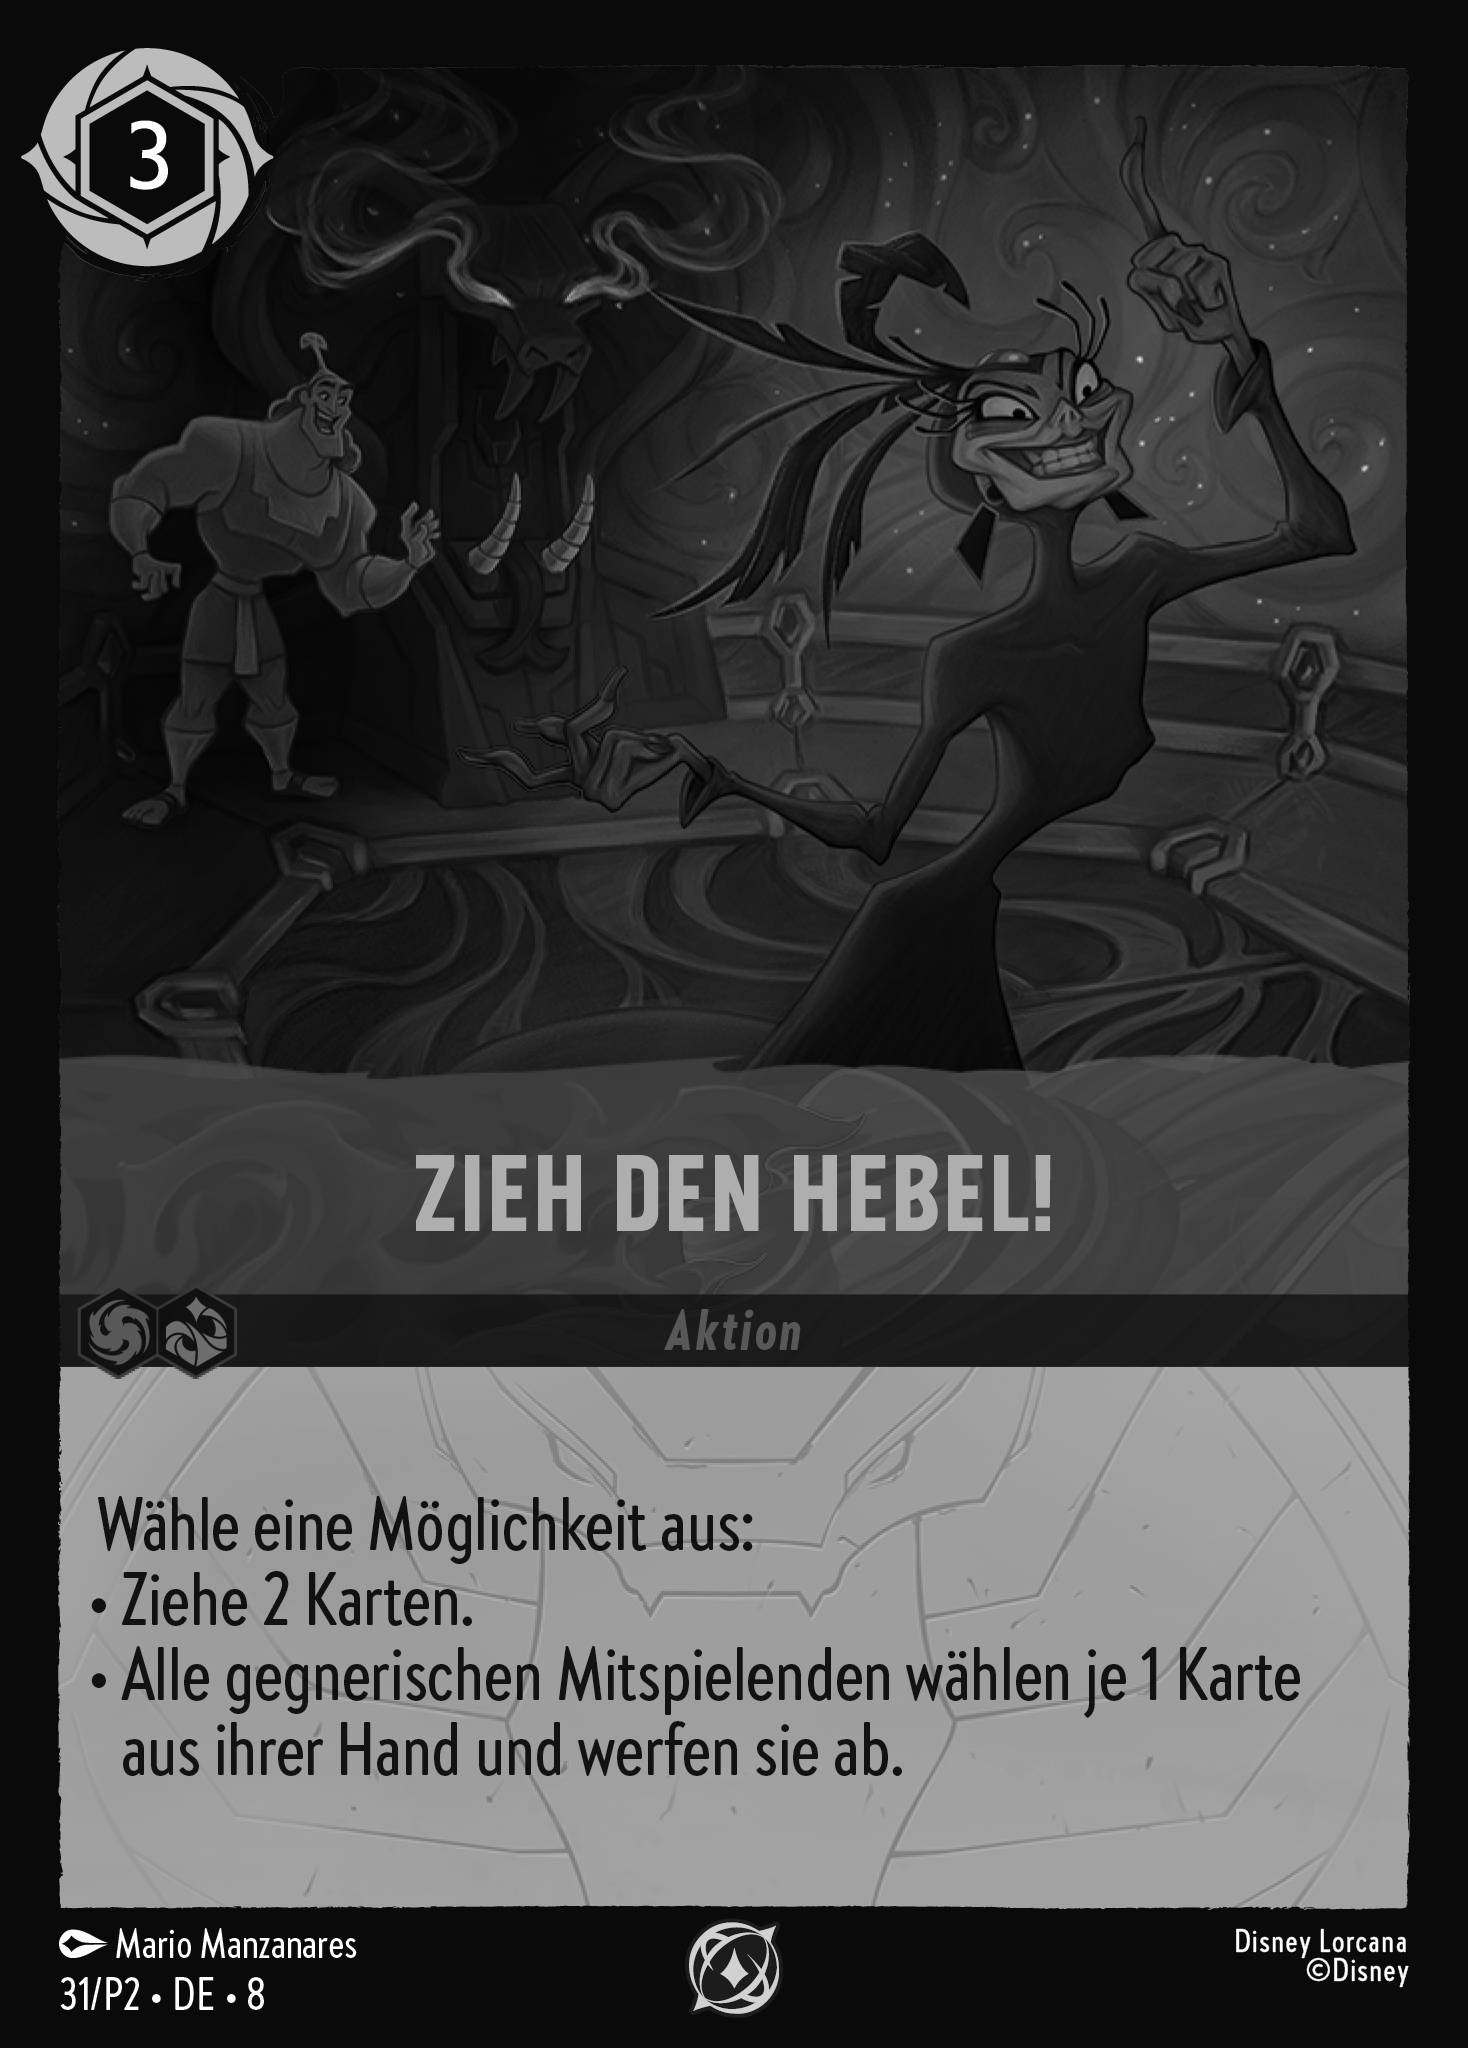 3
ZIEH DEN HEBEL!
Aktion
Wähle eine Möglichkeit aus:
• Ziehe 2 Karten.
• Alle gegnerischen Mitspielenden wählen je 1 Karte
aus ihrer Hand und werfen sie ab.
Mario Manzanares
31/P2 • DE • 8
Disney Lorcana
©Disney